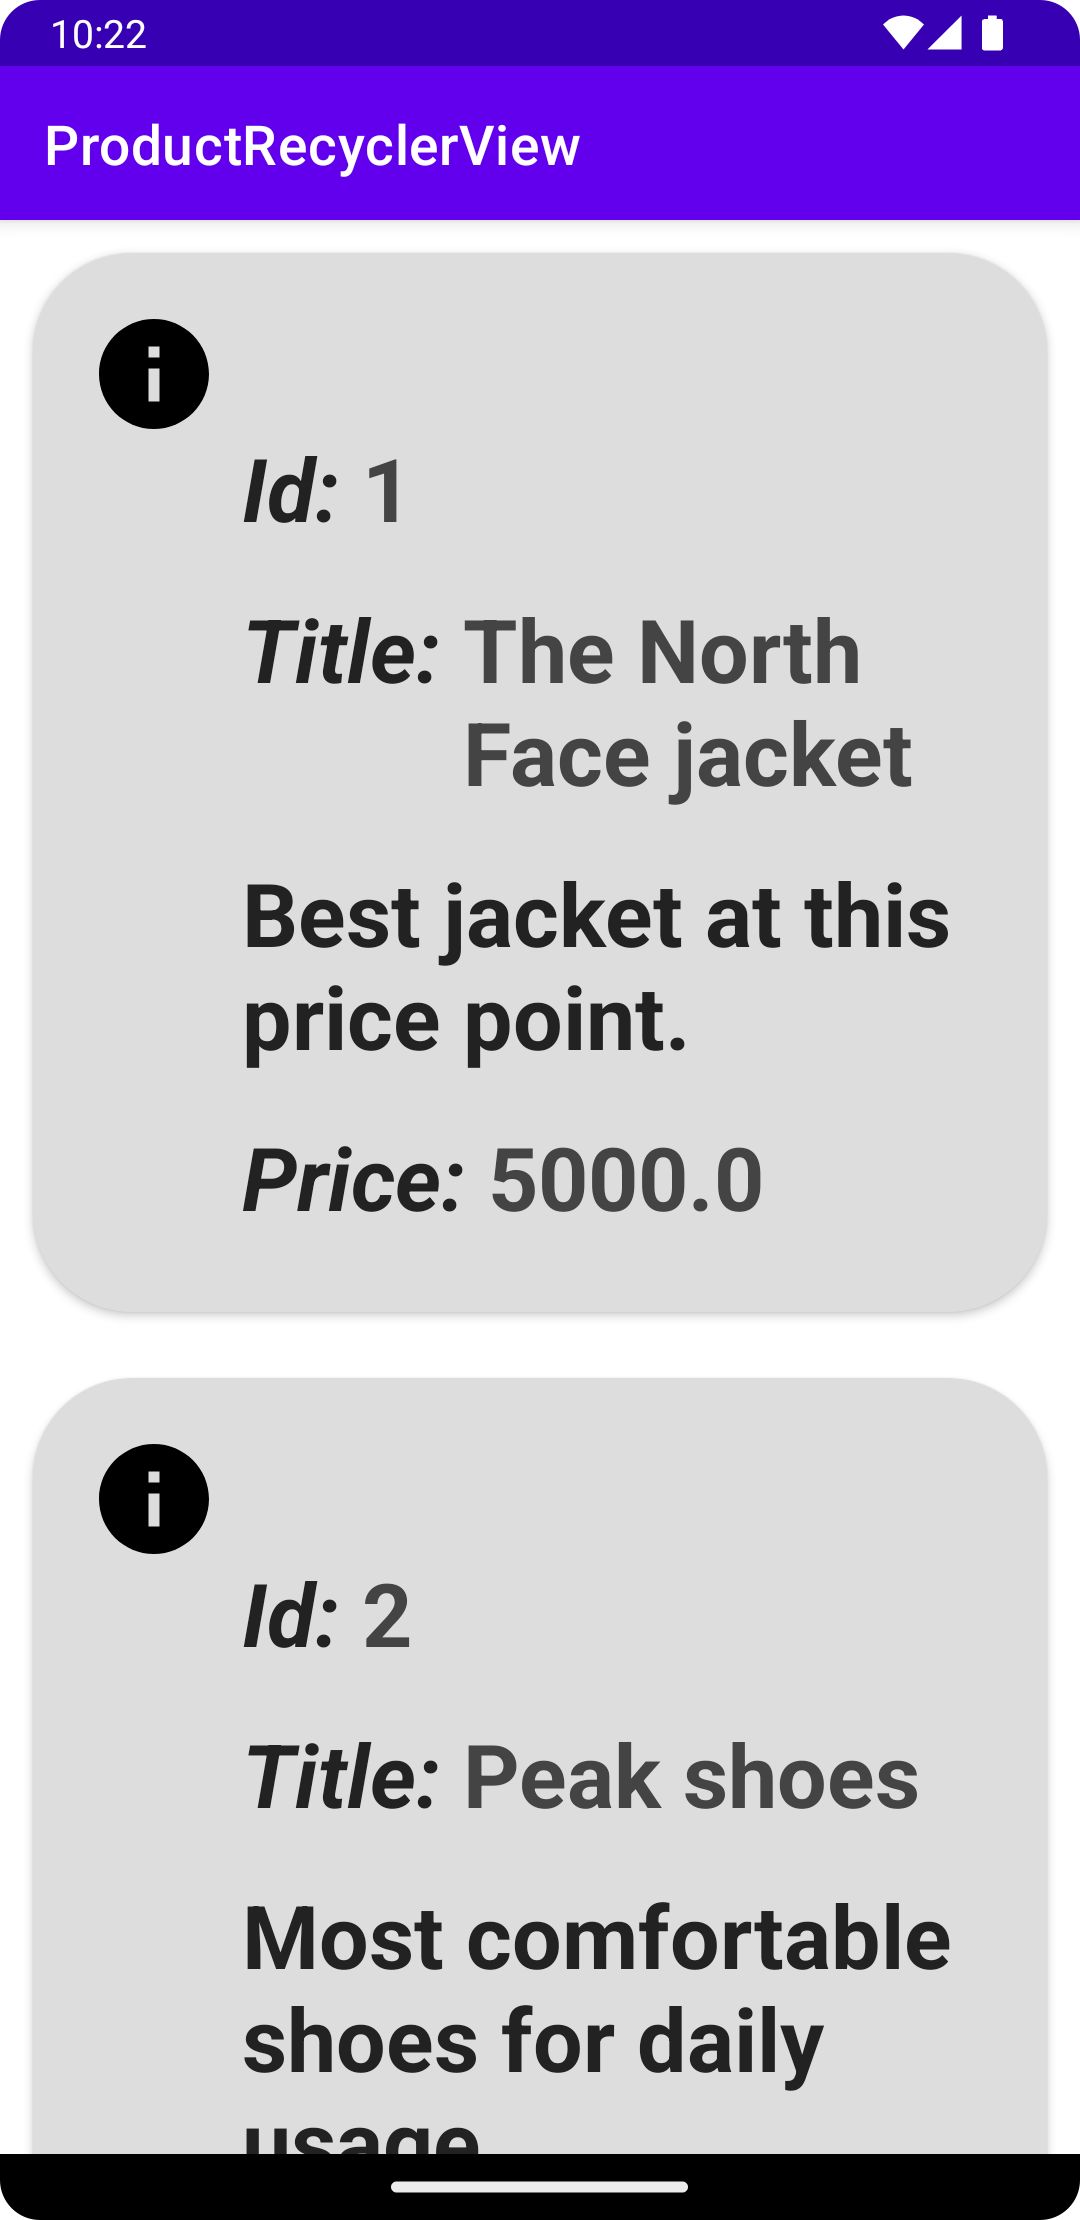 10:22
ProductRecyclerView
Id: 1
Title: The North
Face jacket
Best jacket at this
price point.
Price: 5000.0
Id: 2
Title: Peak shoes
Most comfortable
shoes for daily
usage